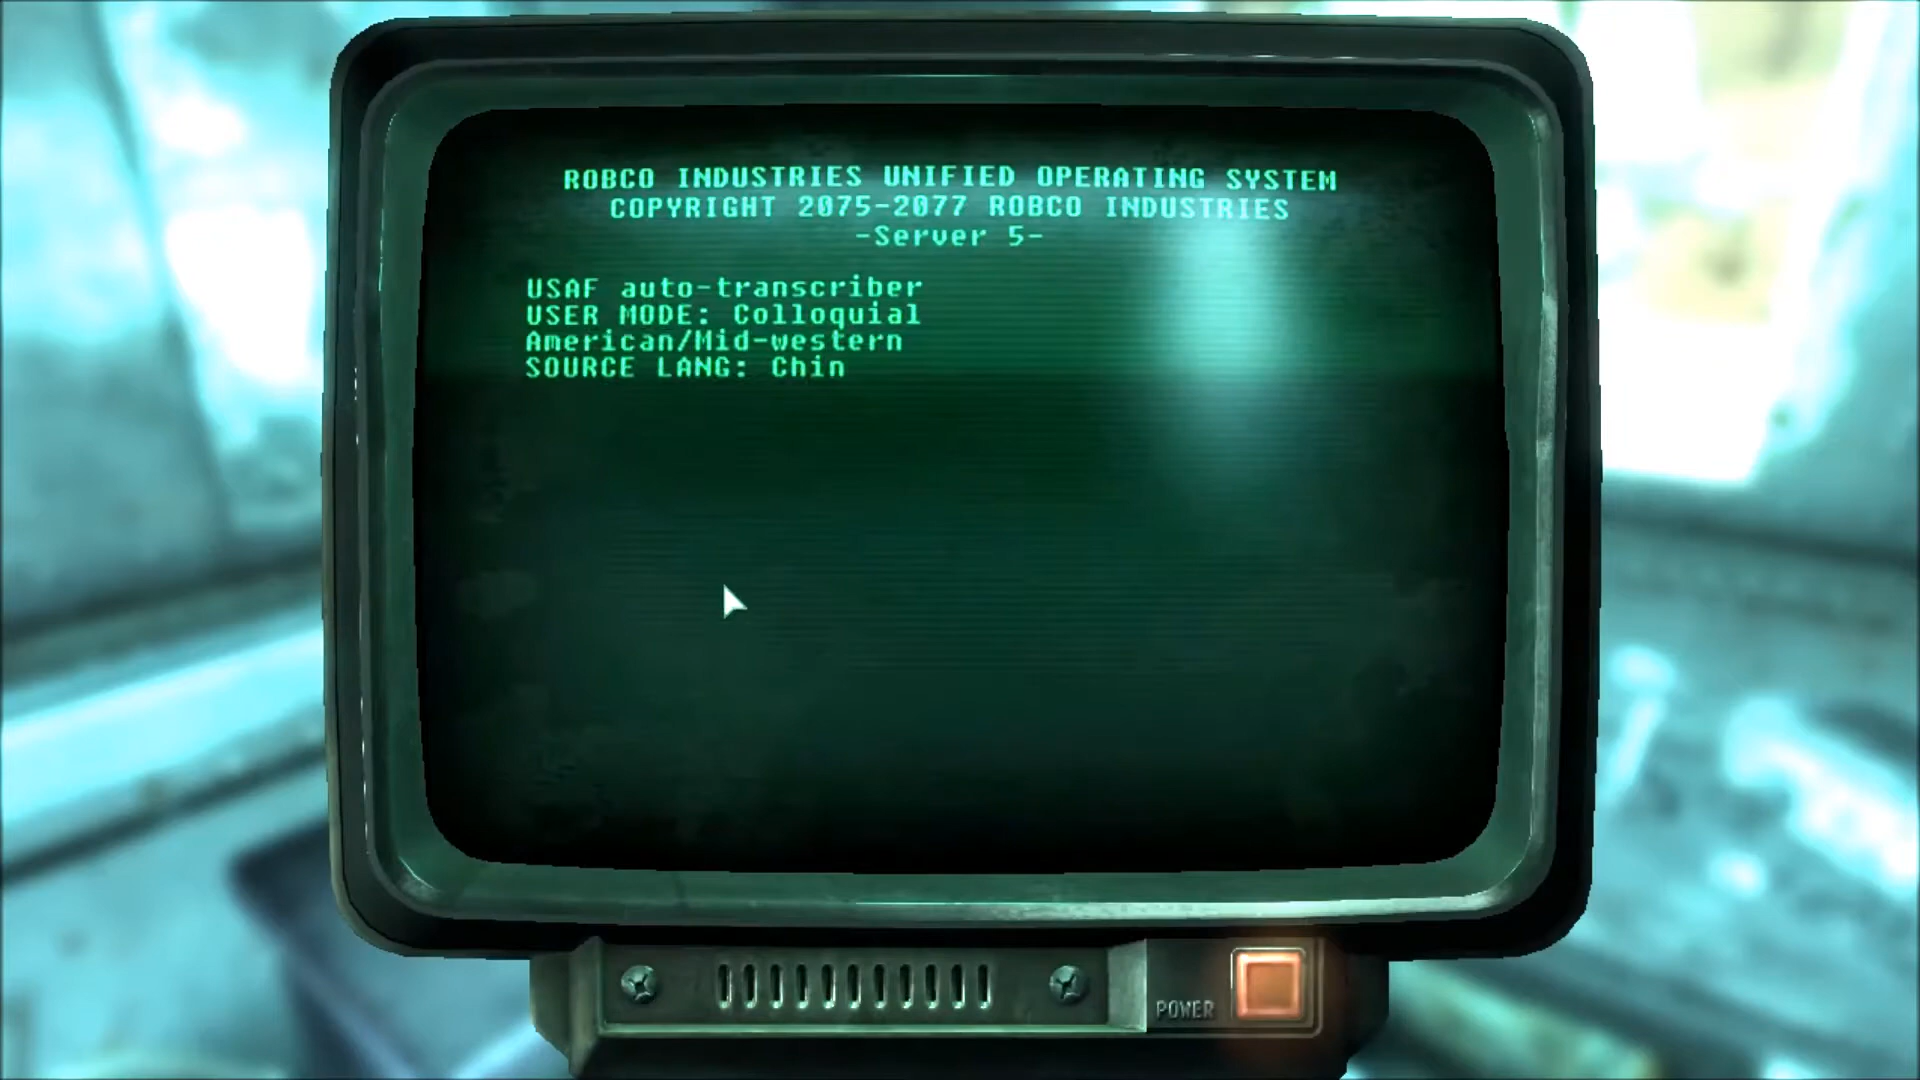 ROBCO INDUSTRIES UNIFIED OPERATING SYSTEM
COPYRIGHT 2075-2077 ROBCO INDUSTRIES
-Server 5-
USAF auto-transcriber
USER MODE: Colloquial
American/Mid-western
SOURCE LANG: Chin
POWER